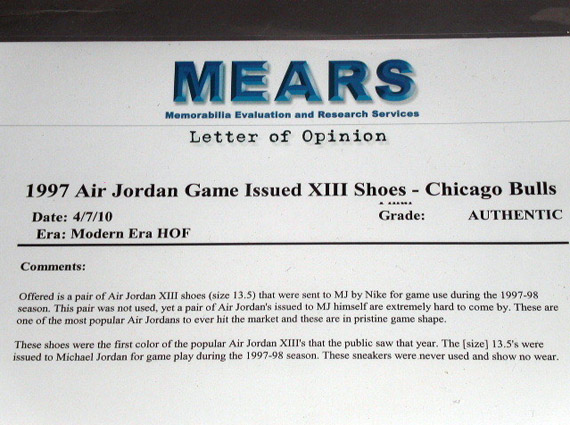 MEARS
Memorabilia Evaluation and Research Services
Letter of Opinion
1997 Air Jordan Game Issued XIII Shoes - Chicago Bulls
Date: 4/7/10
Grade: AUTHENTIC
Era: Modern Era HOF
Comments:
Offered is a pair of Air Jordan XIII shoes (size 13.5) that were sent to MJ by Nike for game use during the 1997-98
season. This pair was not used, yet a pair of Air Jordan's issued to MJ himself are extremely hard to come by. These are
one of the most popular Air Jordans to ever hit the market and these are in pristine game shape.
These shoes were the first color of the popular Air Jordan XIII's that the public saw that year. The [size] 13.5's were
issued to Michael Jordan for game play during the 1997-98 season. These sneakers were never used and show no wear.